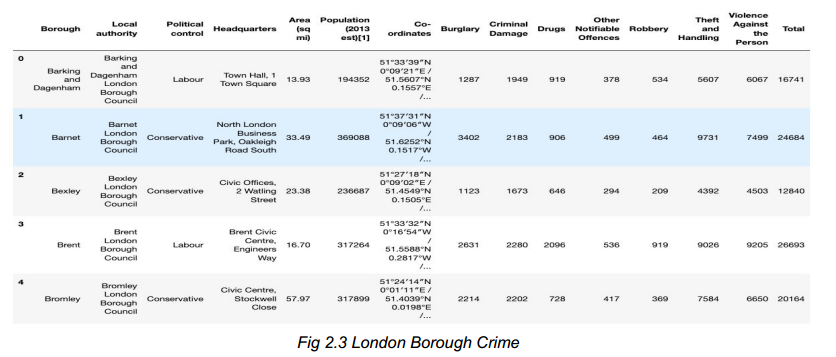 Borough Local authority Political control Headquarters Area (sq mi) Population (2013 est)[1] Co-ordinates Burglary Criminal Damage Drugs Other Notifiable Offences Robbery Theft and Handling Violence Against the Person Total
0 Barking and Dagenham Barking and Dagenham London Borough Council Labour Town Hall, 1 Town Square 13.93 194352 51°33′39″N 0°09′21″E / 51.5607°N 0.1557°E /... 1287 1949 919 378 534 5607 6067 16741
1 Barnet Barnet London Borough Council Conservative North London Business Park, Oakleigh Road South 33.49 369088 51°37′31″N 0°09′06″W / 51.6252°N 0.1517°W /... 3402 2183 906 499 464 9731 7499 24684
2 Bexley Bexley London Borough Council Conservative Civic Offices, 2 Watling Street 23.38 236687 51°27′18″N 0°09′02″E / 51.4549°N 0.1505°E /... 1123 1673 646 294 209 4392 4503 12840
3 Brent Brent London Borough Council Labour Brent Civic Centre, Engineers Way 16.70 317264 51°33′32″N 0°16′54″W / 51.5588°N 0.2817°W /... 2631 2280 2096 536 919 9026 9205 26693
4 Bromley Bromley London Borough Council Conservative Civic Centre, Stockwell Close 57.97 317899 51°24′14″N 0°01′11″E / 51.4039°N 0.0198°E /... 2214 2202 728 417 369 7584 6650 20164
Fig 2.3 London Borough Crime